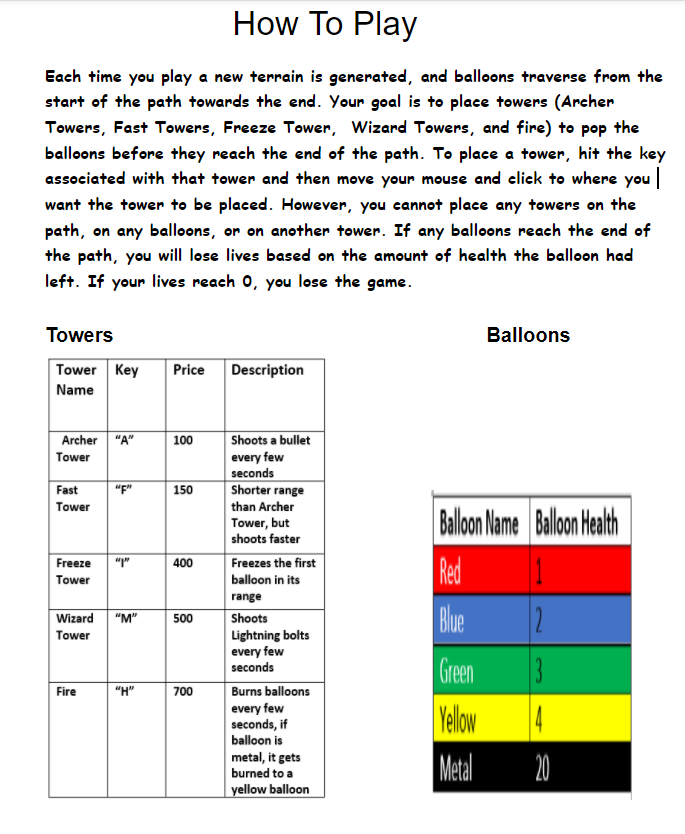 How To Play
Each time you play a new terrain is generated, and balloons traverse from the
start of the path towards the end. Your goal is to place towers (Archer
Towers, Fast Towers, Freeze Tower,  Wizard Towers, and fire) to pop the
balloons before they reach the end of the path. To place a tower, hit the key
associated with that tower and then move your mouse and click to where you
want the tower to be placed. However, you cannot place any towers on the
path, on any balloons, or on another tower. If any balloons reach the end of
the path, you will lose lives based on the amount of health the balloon had
left. If your lives reach 0, you lose the game.
Towers
Tower Key Price Description
Name
Archer "A" 100 Shoots a bullet
Tower every few
seconds
Fast "F" 150 Shorter range
Tower than Archer
Tower, but
shoots faster
Freeze "I" 400 Freezes the first
Tower balloon in its
range
Wizard "M" 500 Shoots
Tower Lightning bolts
every few
seconds
Fire "H" 700 Burns balloons
every few
seconds, if
balloon is
metal, it gets
burned to a
yellow balloon
Balloons
Balloon Name Balloon Health
Red 1
Blue 2
Green 3
Yellow 4
Metal 20